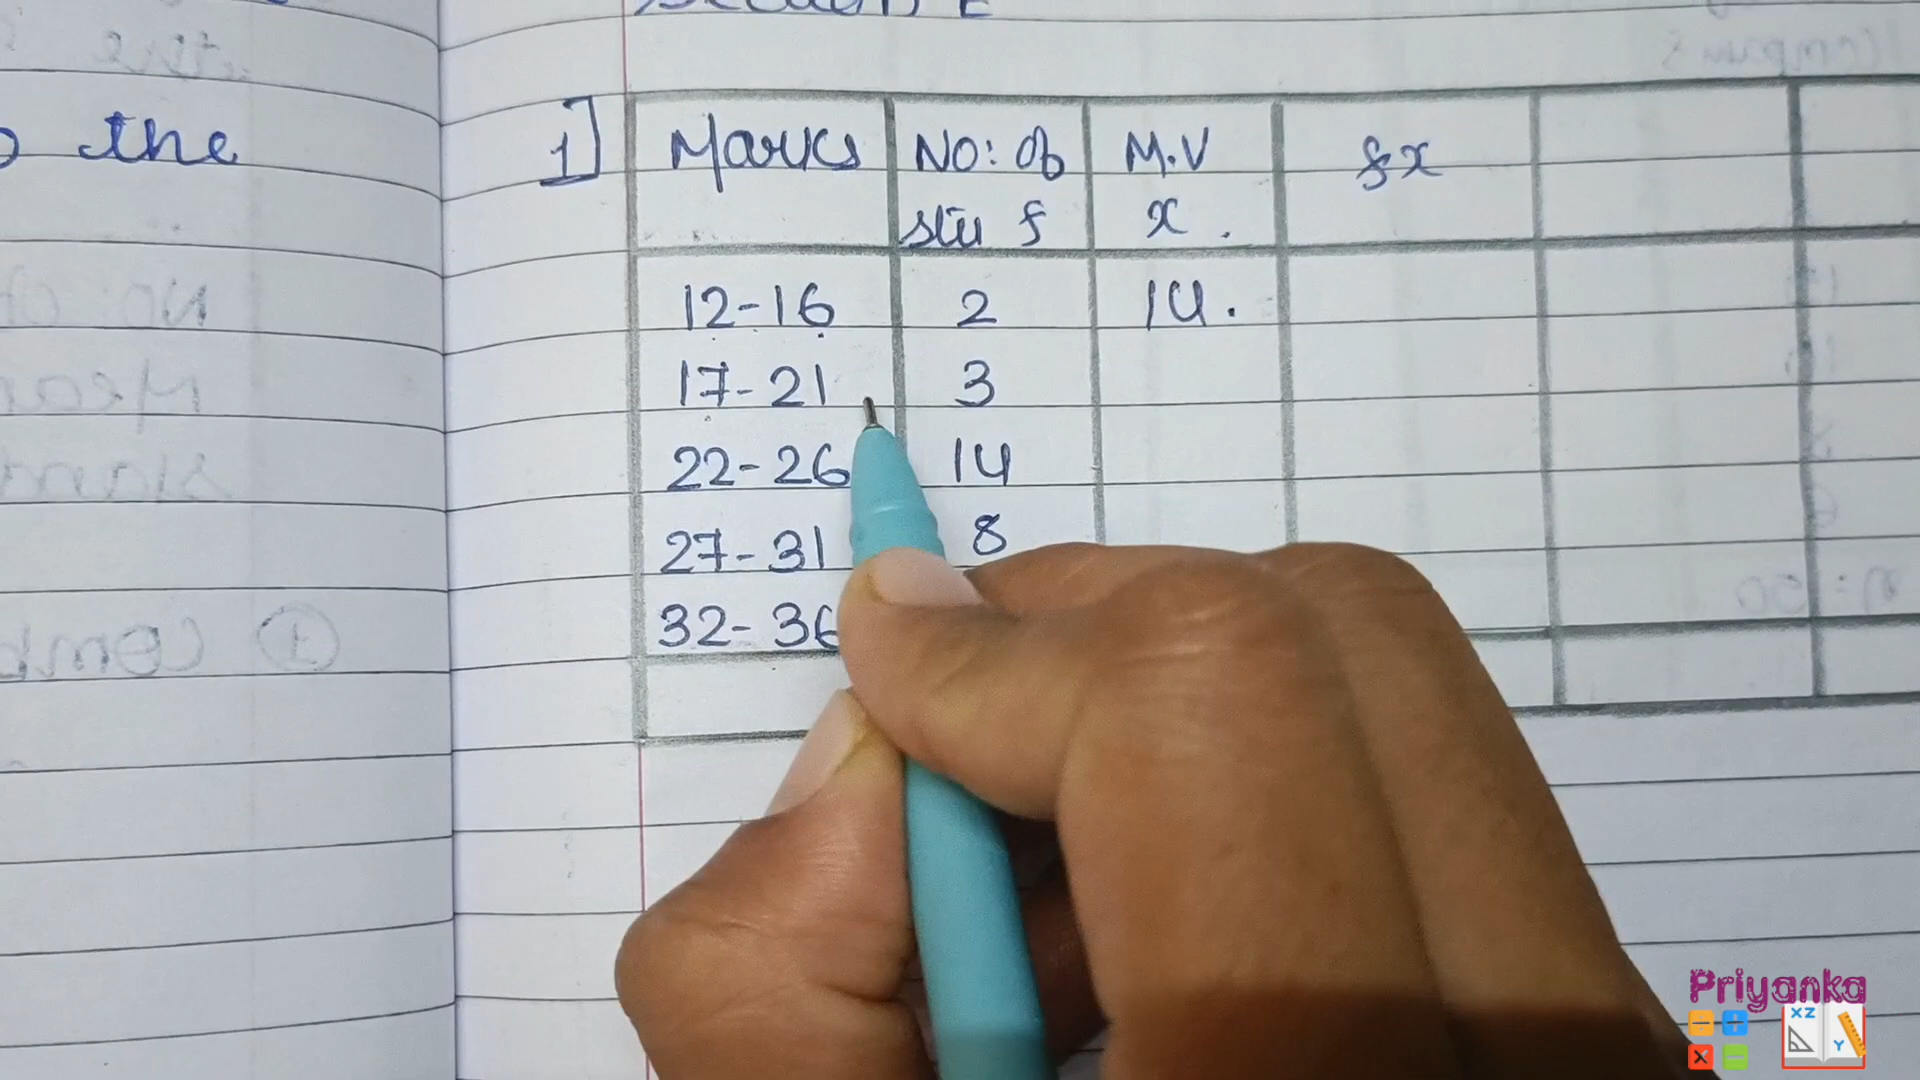 the
1] Marks No: of M.V fx
stu f x .
12-16 2 14.
17-21 3
22-26 14
27-31 8
32-36
Priyanka
XZ
Y